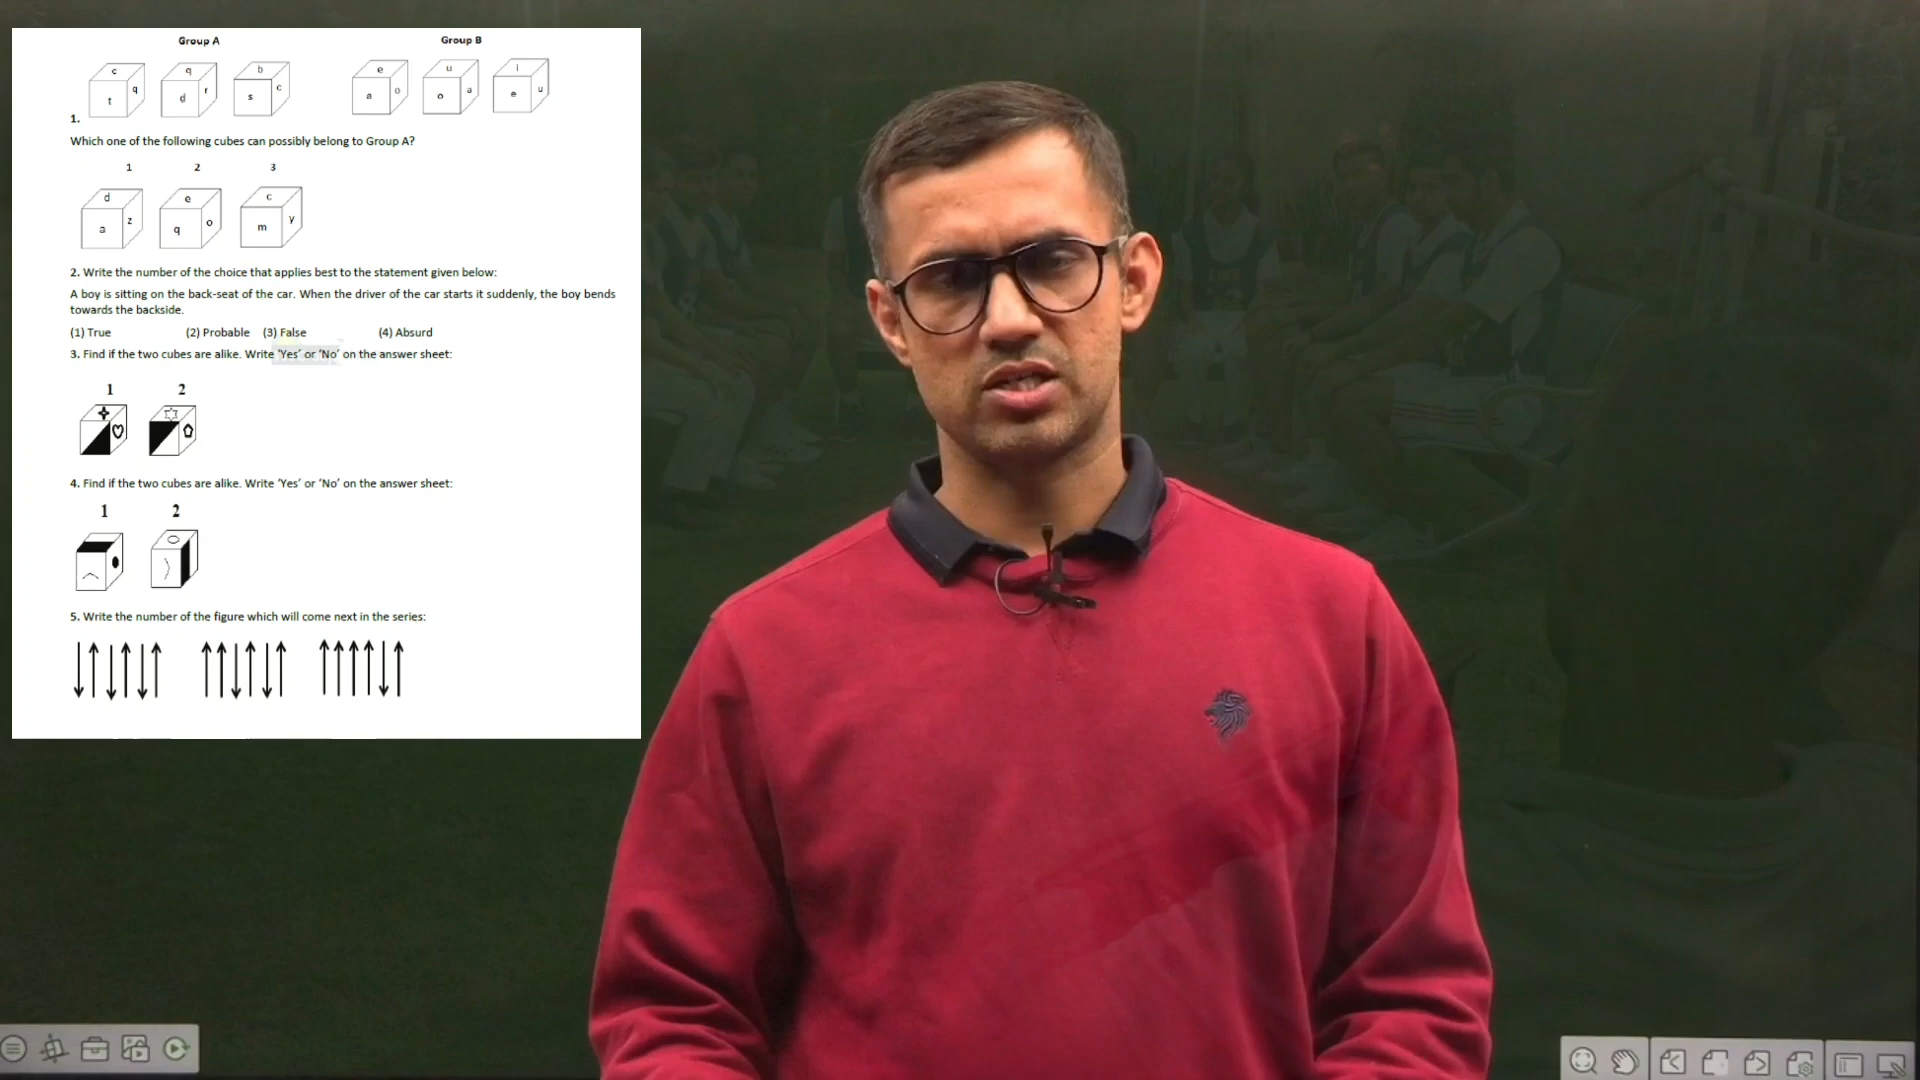 Group A
Group B
c q t
q r d
b c s
e o a
u a o
i u e
1.
Which one of the following cubes can possibly belong to Group A?
1 2 3
d z a
e o q
c y m
2. Write the number of the choice that applies best to the statement given below:
A boy is sitting on the back-seat of the car. When the driver of the car starts it suddenly, the boy bends
towards the backside.
(1) True (2) Probable (3) False (4) Absurd
3. Find if the two cubes are alike. Write ‘Yes’ or ‘No’ on the answer sheet:
1 2
4. Find if the two cubes are alike. Write ‘Yes’ or ‘No’ on the answer sheet:
1 2
5. Write the number of the figure which will come next in the series: